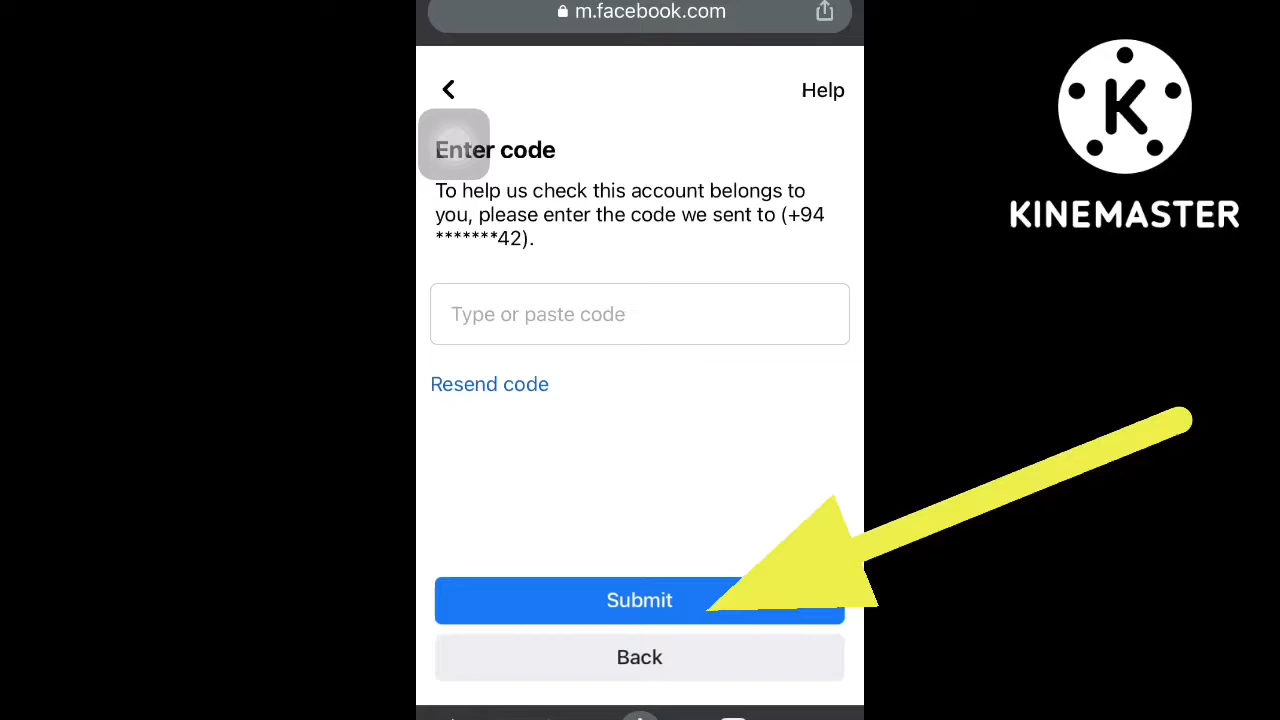 m.facebook.com
Help
Enter code
To help us check this account belongs to
you, please enter the code we sent to (+94
*******42).
Type or paste code
Resend code
Submit
Back
K
KINEMASTER